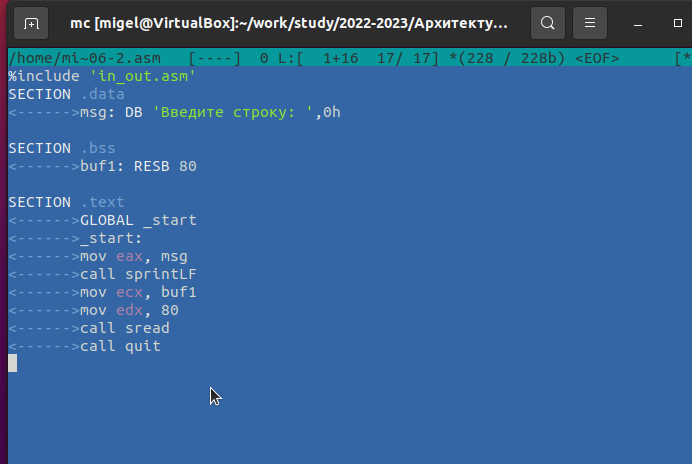 mc [migel@VirtualBox]:~/work/study/2022-2023/Архитекту...
/home/mi~06-2.asm   [----]  0 L:[  1+16  17/ 17] *(228 / 228b) <EOF>      [*
%include 'in_out.asm'
SECTION .data
<------>msg: DB 'Введите строку: ',0h
SECTION .bss
<------>buf1: RESB 80
SECTION .text
<------>GLOBAL _start
<------>_start:
<------>mov eax, msg
<------>call sprintLF
<------>mov ecx, buf1
<------>mov edx, 80
<------>call sread
<------>call quit